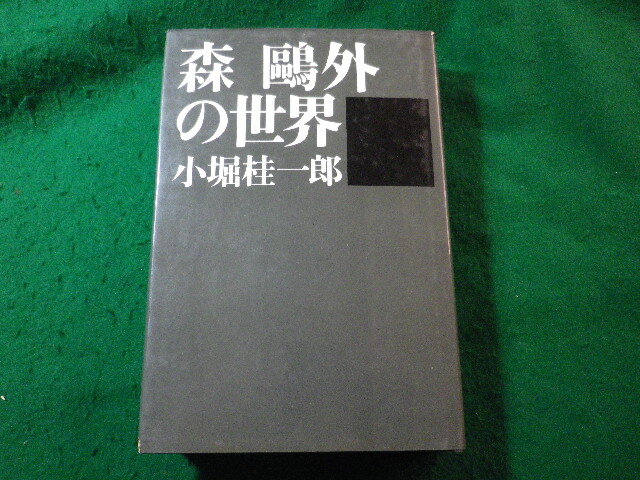 森 鷗外
の世界
小堀桂一郎